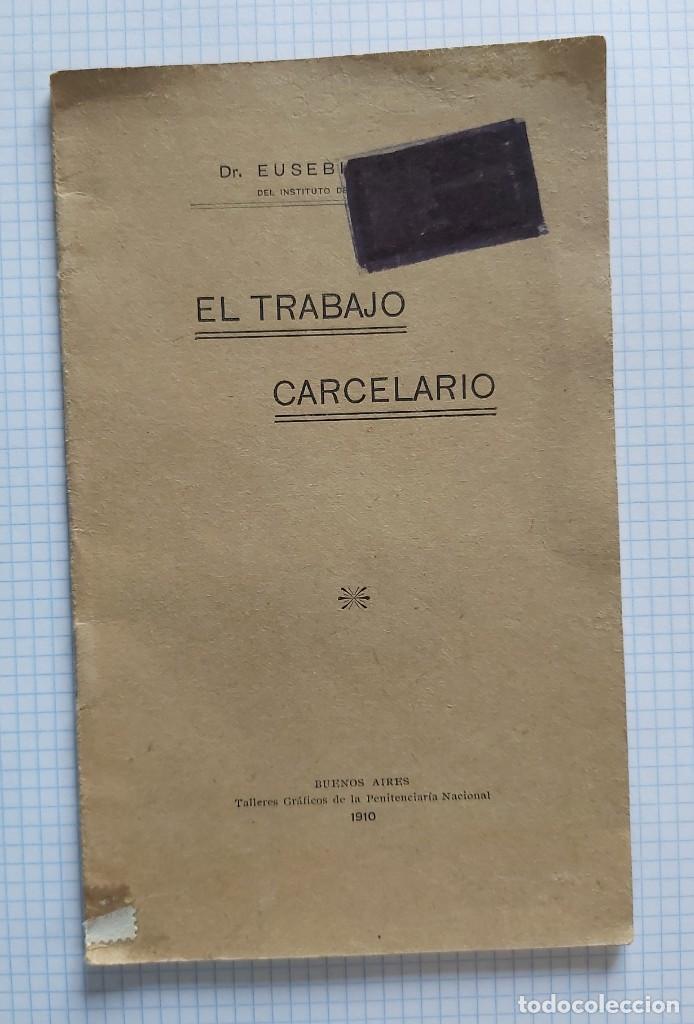 Dr. EUSEBI
DEL INSTITUTO DE
EL TRABAJO
CARCELARIO
BUENOS AIRES
Talleres Gráficos de la Penitenciaría Nacional
1910
todocoleccion